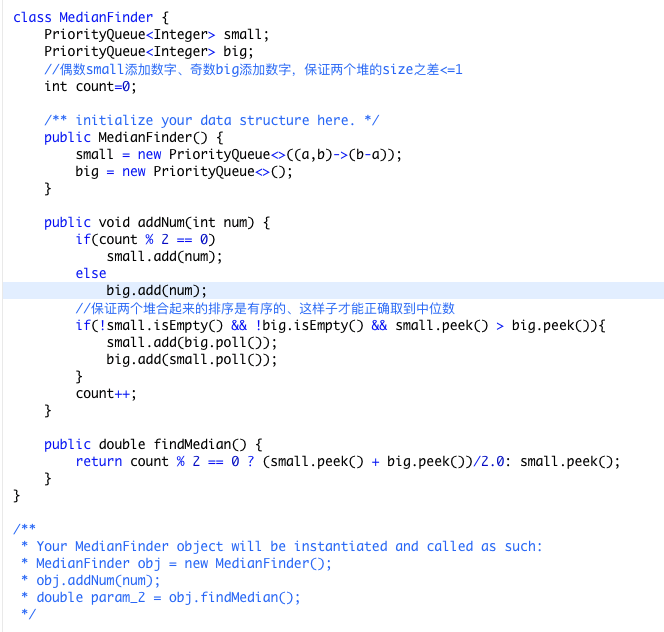 class MedianFinder {
    PriorityQueue<Integer> small;
    PriorityQueue<Integer> big;
    //偶数small添加数字、奇数big添加数字，保证两个堆的size之差<=1
    int count=0;

    /** initialize your data structure here. */
    public MedianFinder() {
        small = new PriorityQueue<>((a,b)->(b-a));
        big = new PriorityQueue<>();
    }

    public void addNum(int num) {
        if(count % 2 == 0)
            small.add(num);
        else
            big.add(num);
        //保证两个堆合起来的排序是有序的、这样子才能正确取到中位数
        if(!small.isEmpty() && !big.isEmpty() && small.peek() > big.peek()){
            small.add(big.poll());
            big.add(small.poll());
        }
        count++;
    }

    public double findMedian() {
        return count % 2 == 0 ? (small.peek() + big.peek())/2.0: small.peek();
    }
}

/**
 * Your MedianFinder object will be instantiated and called as such:
 * MedianFinder obj = new MedianFinder();
 * obj.addNum(num);
 * double param_2 = obj.findMedian();
 */